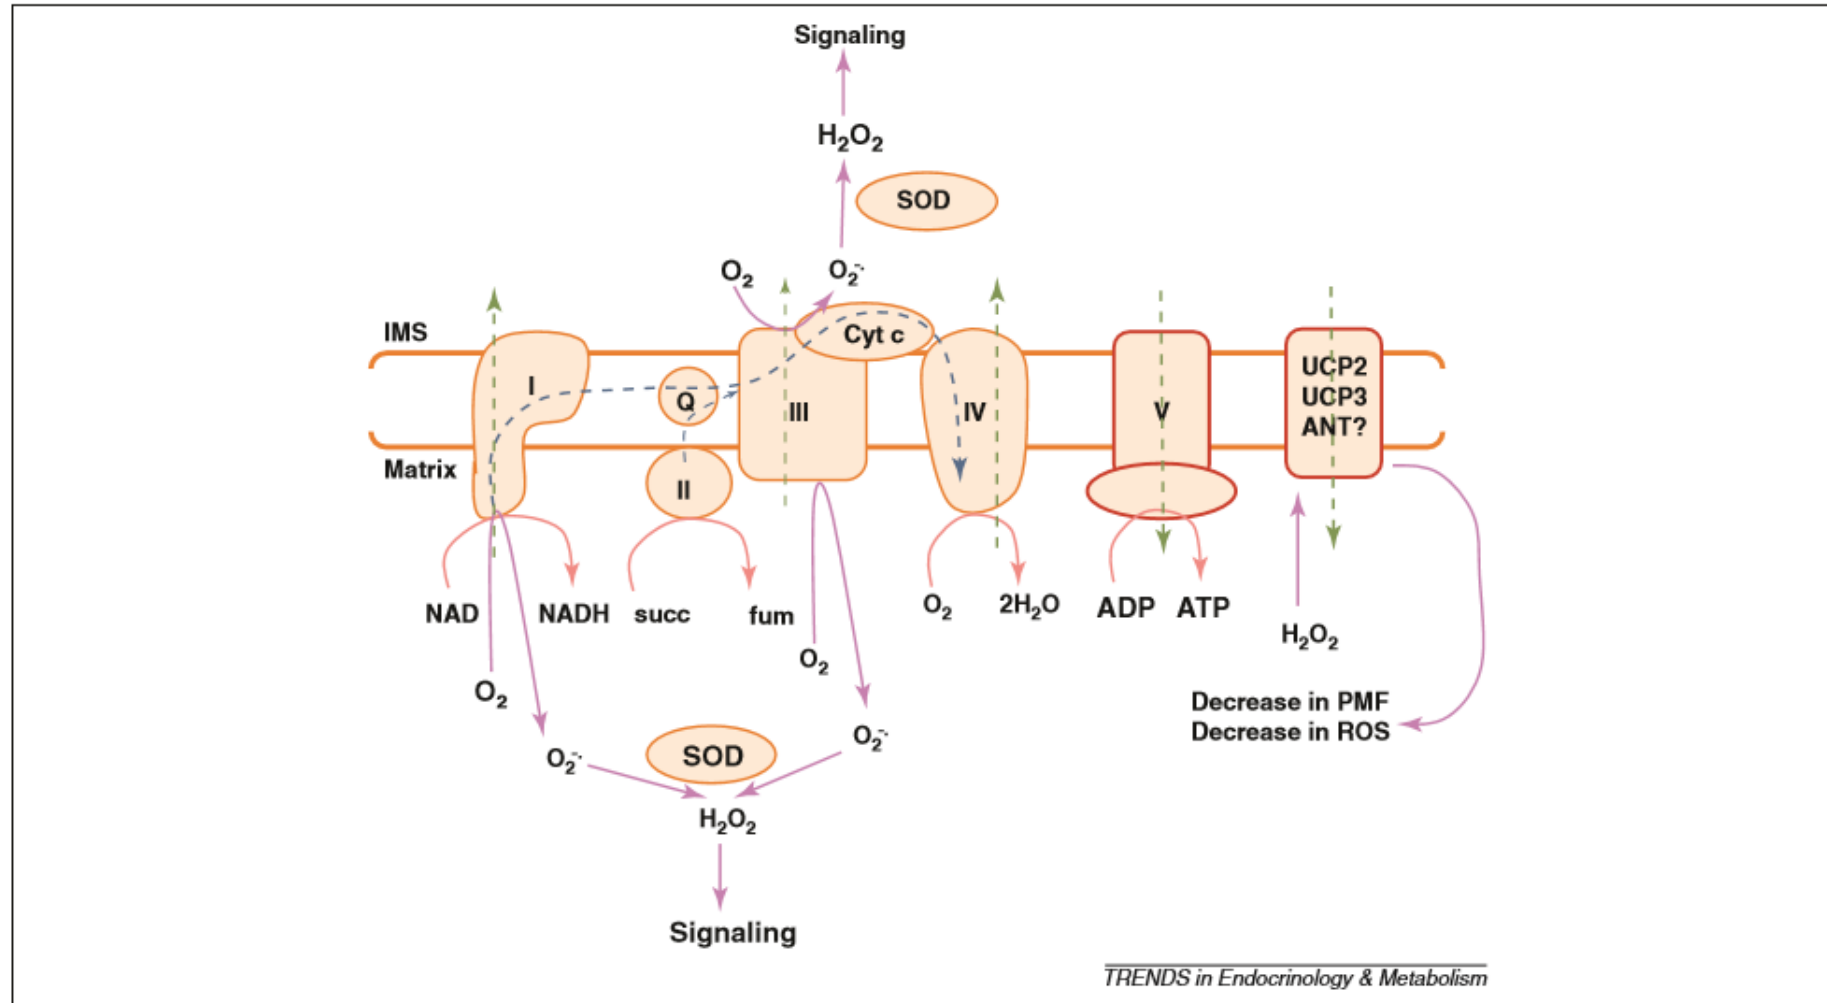 Signaling
H₂O₂
SOD
O₂ O₂⁻·
IMS
Cyt c
I
Q
III
IV
V
UCP2
UCP3
ANT?
Matrix
II
NAD NADH succ fum O₂ 2H₂O ADP ATP
H₂O₂
O₂
O₂
Decrease in PMF
Decrease in ROS
O₂⁻· SOD O₂⁻·
H₂O₂
Signaling
TRENDS in Endocrinology & Metabolism